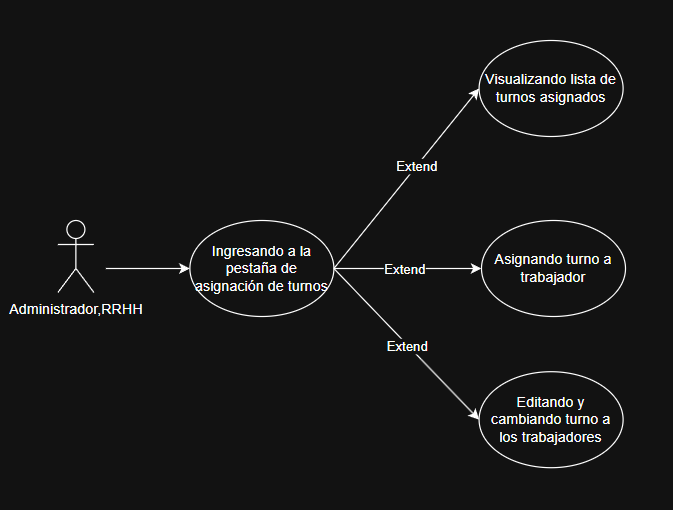 Visualizando lista de
turnos asignados
Extend
Ingresando a la
pestaña de
asignación de turnos
Administrador,RRHH
Extend
Asignando turno a
trabajador
Extend
Editando y
cambiando turno a
los trabajadores